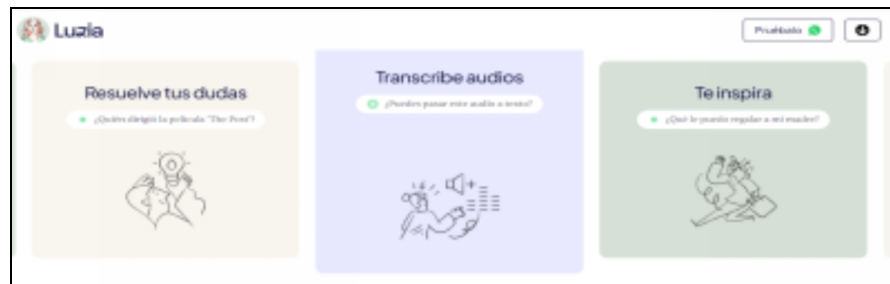 Luzia
Pruébalo
Resuelve tus dudas
¿Quién dirigió la película "The Post"?
Transcribe audios
¿Puedes pasar este audio a texto?
Te inspira
¿Qué le puedo regalar a mi madre?